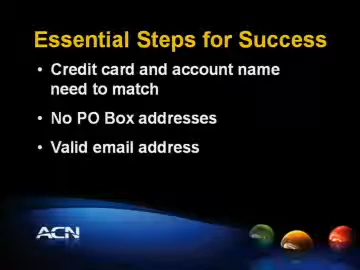 Essential Steps for Success
• Credit card and account name
need to match
• No PO Box addresses
• Valid email address
ACN